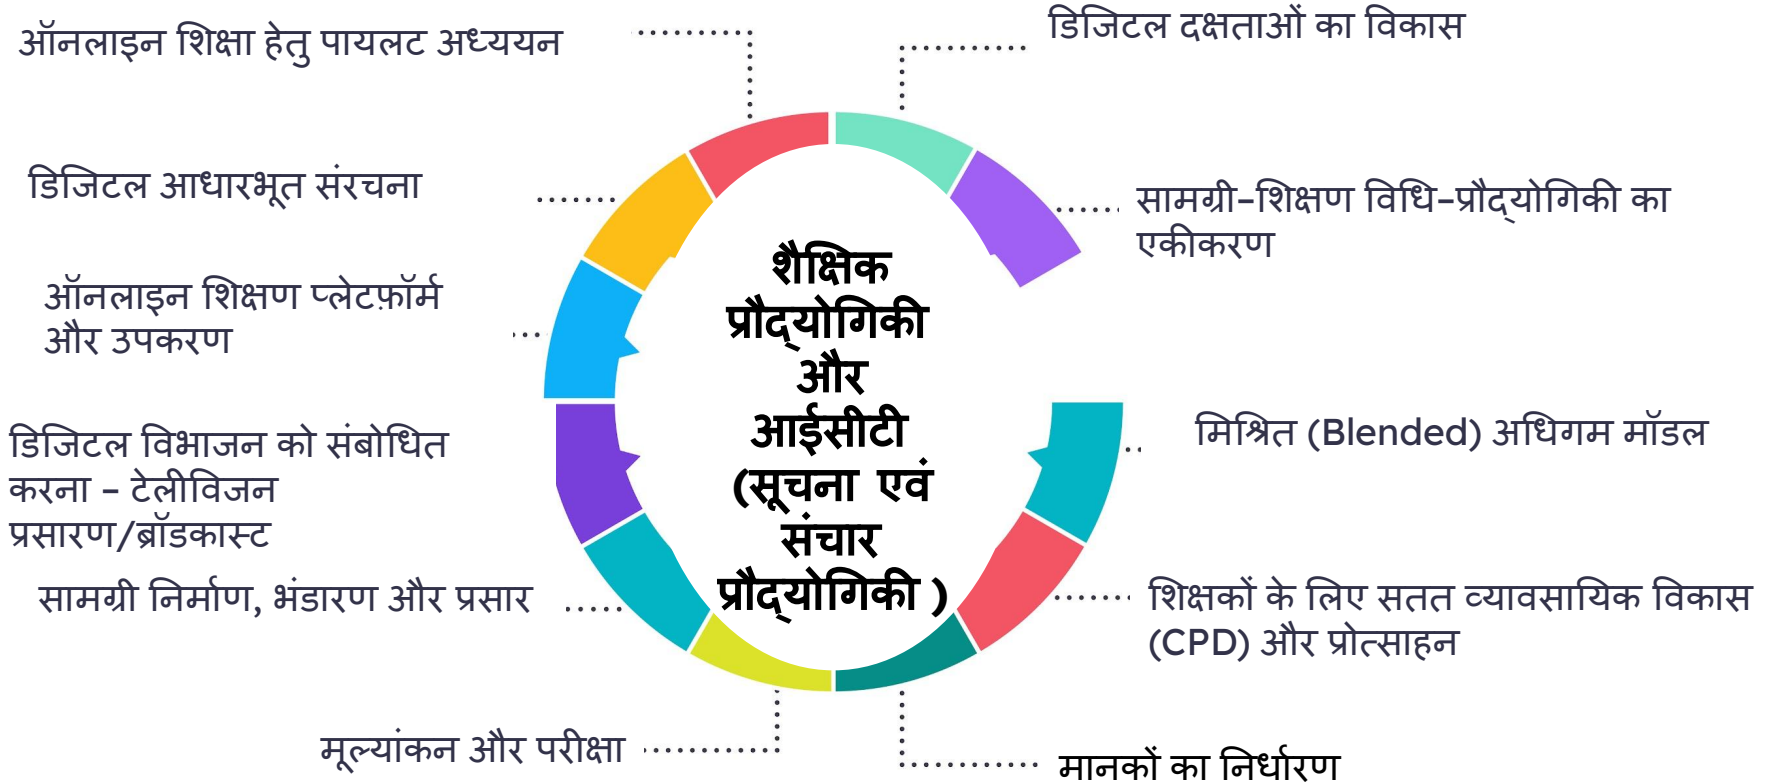 ऑनलाइन शिक्षा हेतु पायलट अध्ययन
डिजिटल दक्षताओं का विकास
डिजिटल आधारभूत संरचना
सामग्री–शिक्षण विधि–प्रौद्योगिकी का
एकीकरण
ऑनलाइन शिक्षण प्लेटफ़ॉर्म
और उपकरण
शैक्षिक
प्रौद्योगिकी
और
आईसीटी
(सूचना एवं
संचार
प्रौद्योगिकी )
डिजिटल विभाजन को संबोधित
करना – टेलीविजन
प्रसारण/ब्रॉडकास्ट
मिश्रित (Blended) अधिगम मॉडल
सामग्री निर्माण, भंडारण और प्रसार
शिक्षकों के लिए सतत व्यावसायिक विकास
(CPD) और प्रोत्साहन
मूल्यांकन और परीक्षा
मानकों का निर्धारण